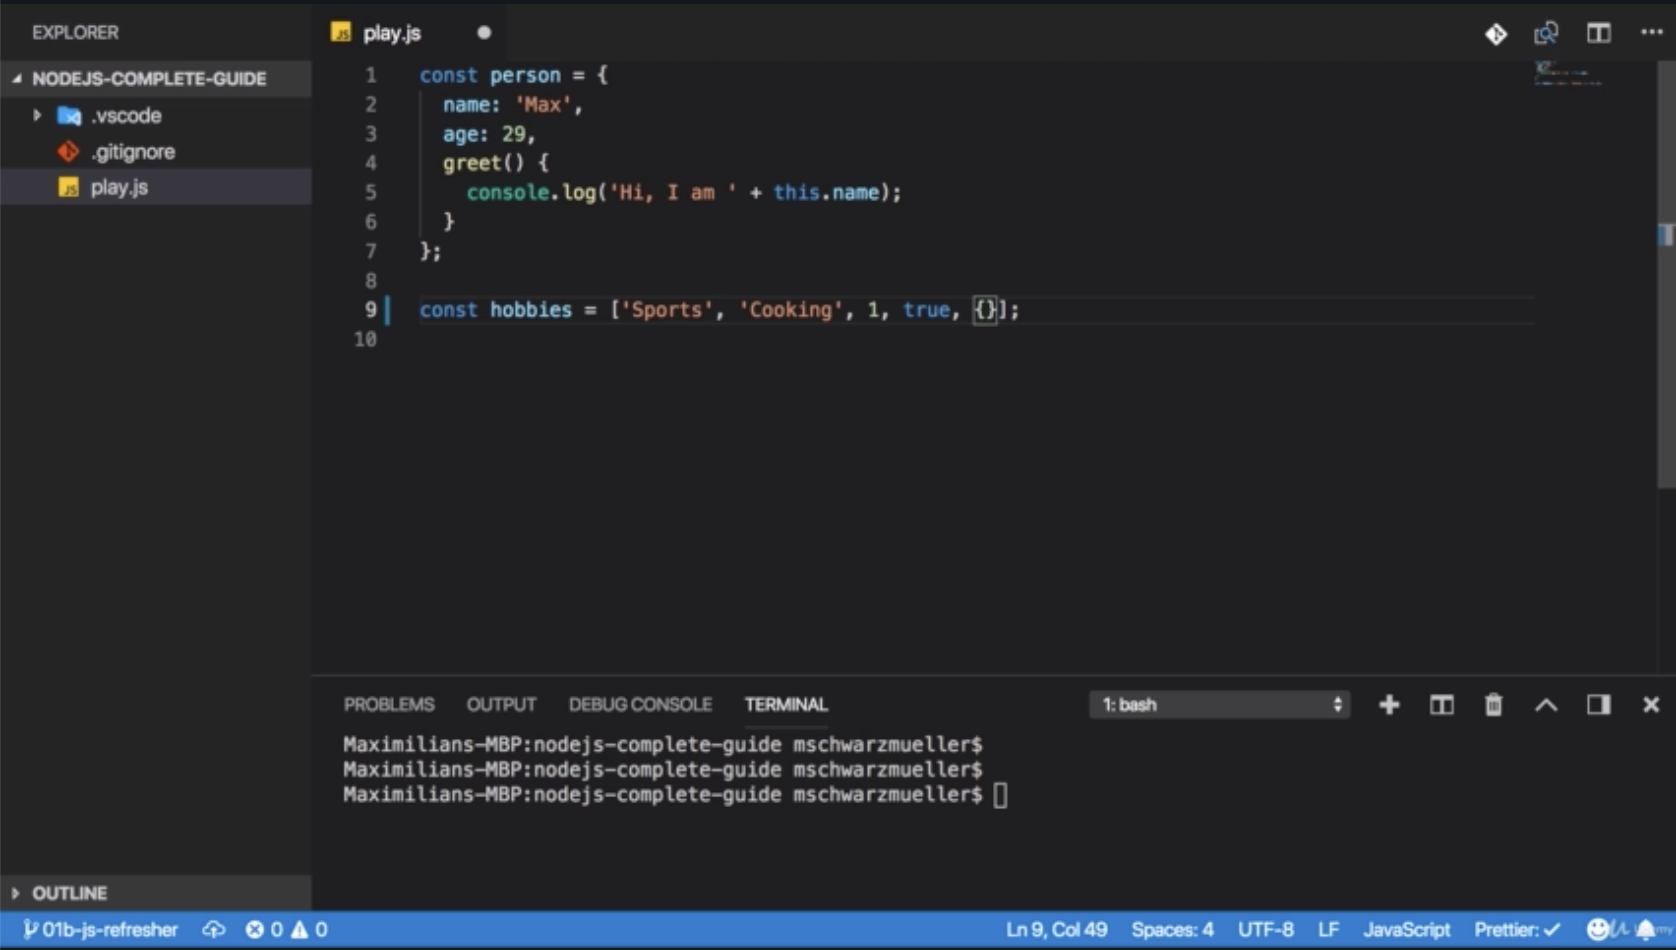 EXPLORER
NODEJS-COMPLETE-GUIDE
.vscode
.gitignore
JS play.js
OUTLINE
JS play.js
1 const person = {
2 name: 'Max',
3 age: 29,
4 greet() {
5 console.log('Hi, I am ' + this.name);
6 }
7 };
8
9 const hobbies = ['Sports', 'Cooking', 1, true, {}];
10
PROBLEMS OUTPUT DEBUG CONSOLE TERMINAL 1: bash
Maximilians-MBP:nodejs-complete-guide mschwarzmueller$
Maximilians-MBP:nodejs-complete-guide mschwarzmueller$
Maximilians-MBP:nodejs-complete-guide mschwarzmueller$
01b-js-refresher 0 0 Ln 9, Col 49 Spaces: 4 UTF-8 LF JavaScript Prettier: ✓